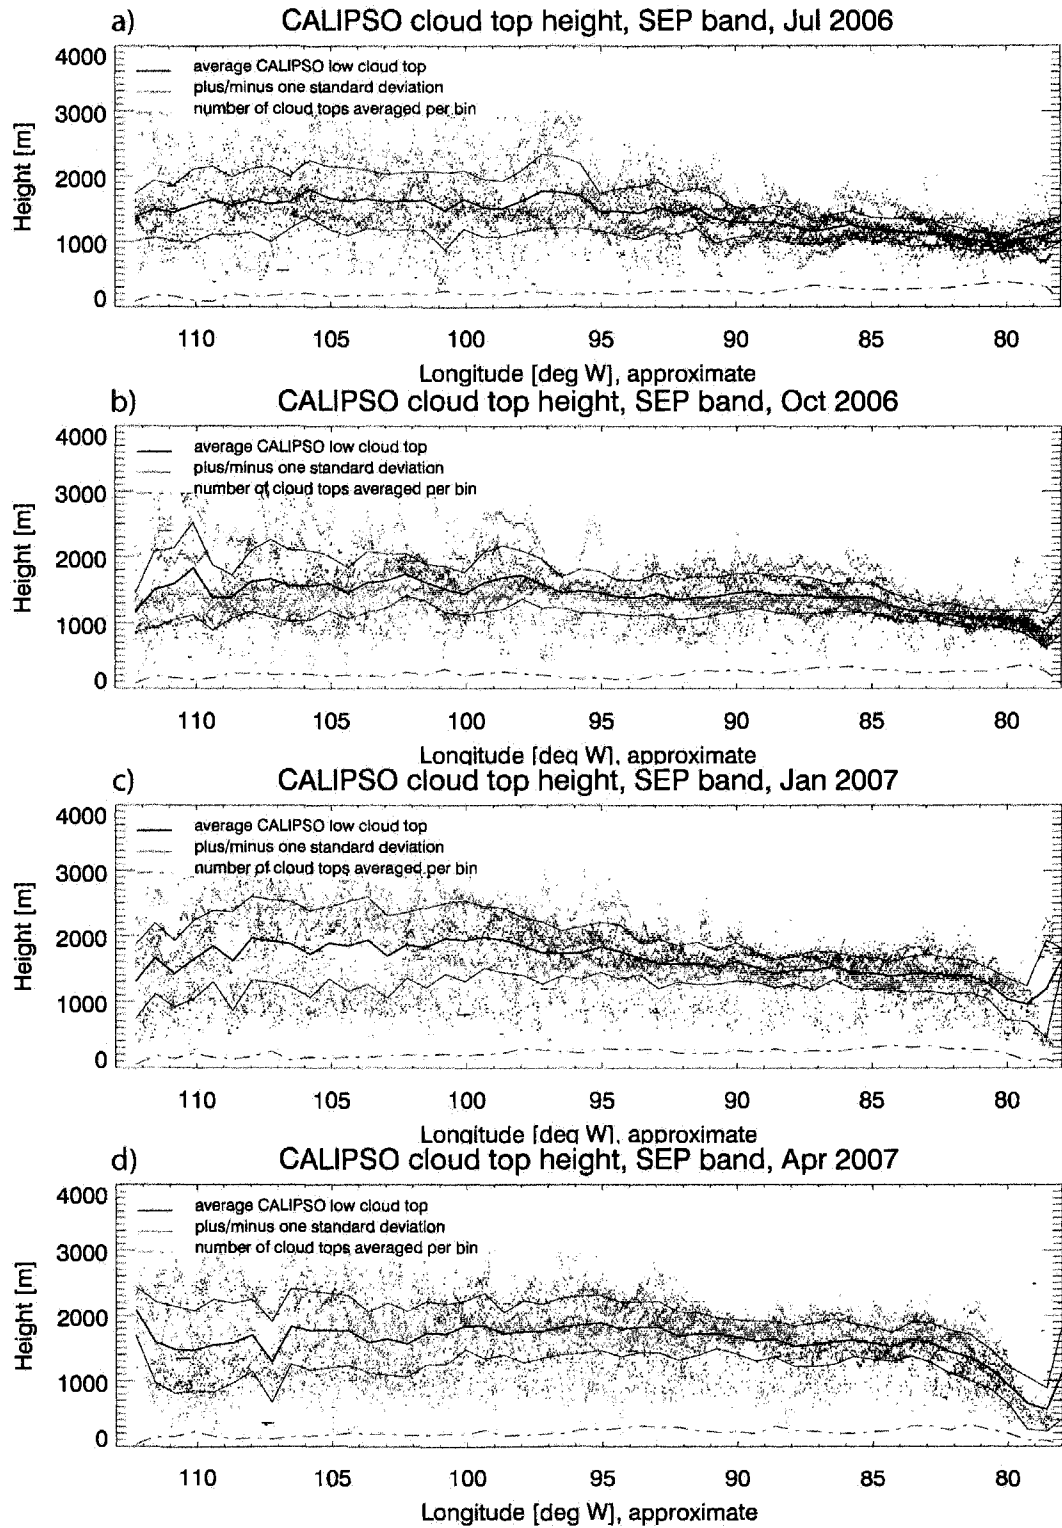 a) CALIPSO cloud top height, SEP band, Jul 2006
4000
average CALIPSO low cloud top
plus/minus one standard deviation
number of cloud tops averaged per bin
3000
Height [m]
2000
1000
0
110 105 100 95 90 85 80
Longitude [deg W], approximate
b) CALIPSO cloud top height, SEP band, Oct 2006
4000
average CALIPSO low cloud top
plus/minus one standard deviation
number of cloud tops averaged per bin
3000
Height [m]
2000
1000
0
110 105 100 95 90 85 80
Longitude [deg W], approximate
c) CALIPSO cloud top height, SEP band, Jan 2007
4000
average CALIPSO low cloud top
plus/minus one standard deviation
number of cloud tops averaged per bin
3000
Height [m]
2000
1000
0
110 105 100 95 90 85 80
Longitude [deg W], approximate
d) CALIPSO cloud top height, SEP band, Apr 2007
4000
average CALIPSO low cloud top
plus/minus one standard deviation
number of cloud tops averaged per bin
3000
Height [m]
2000
1000
0
110 105 100 95 90 85 80
Longitude [deg W], approximate